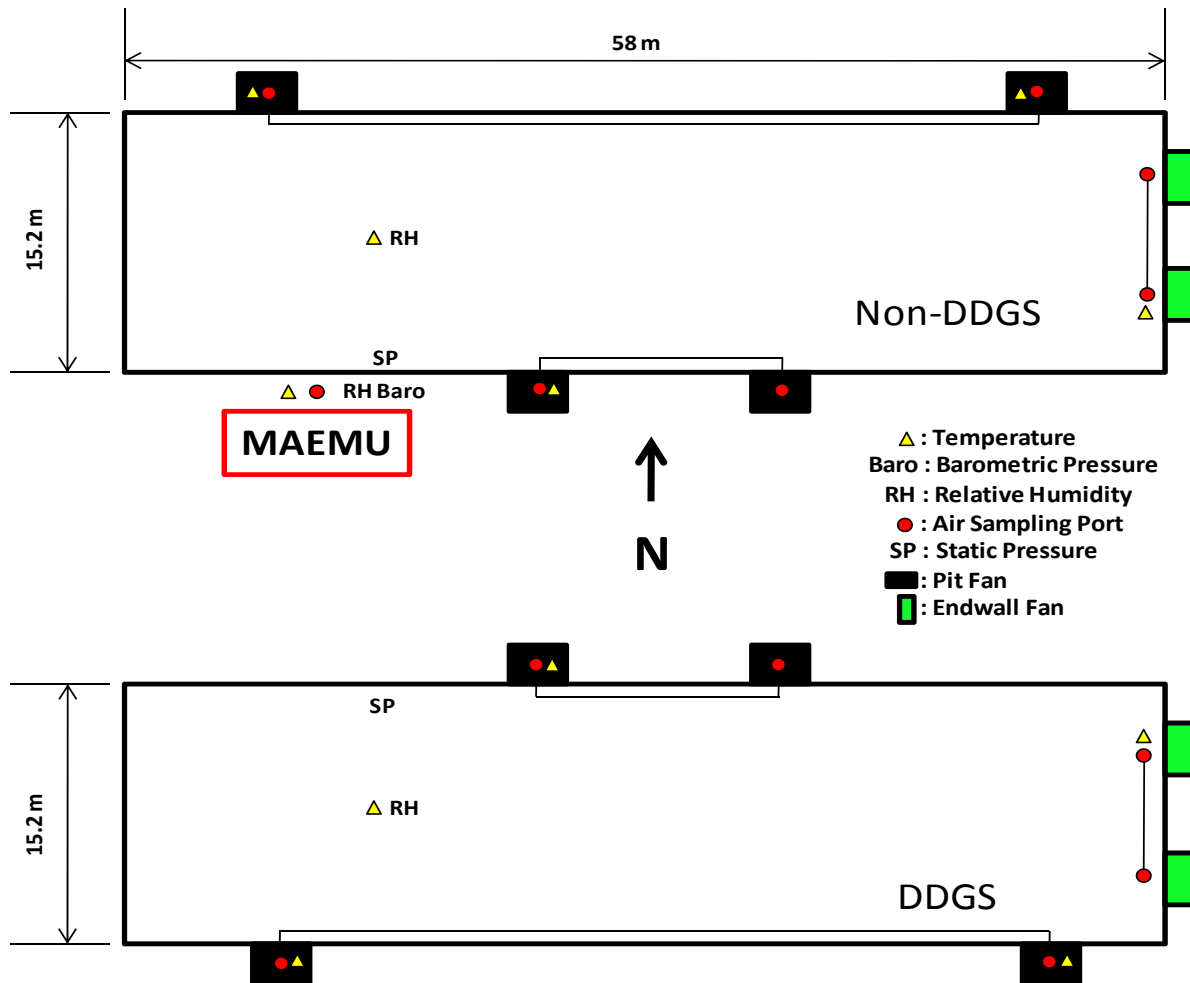 58 m
15.2 m
RH
Non-DDGS
SP
RH Baro
MAEMU
: Temperature
Baro : Barometric Pressure
RH : Relative Humidity
: Air Sampling Port
SP : Static Pressure
: Pit Fan
: Endwall Fan
N
SP
RH
15.2 m
DDGS